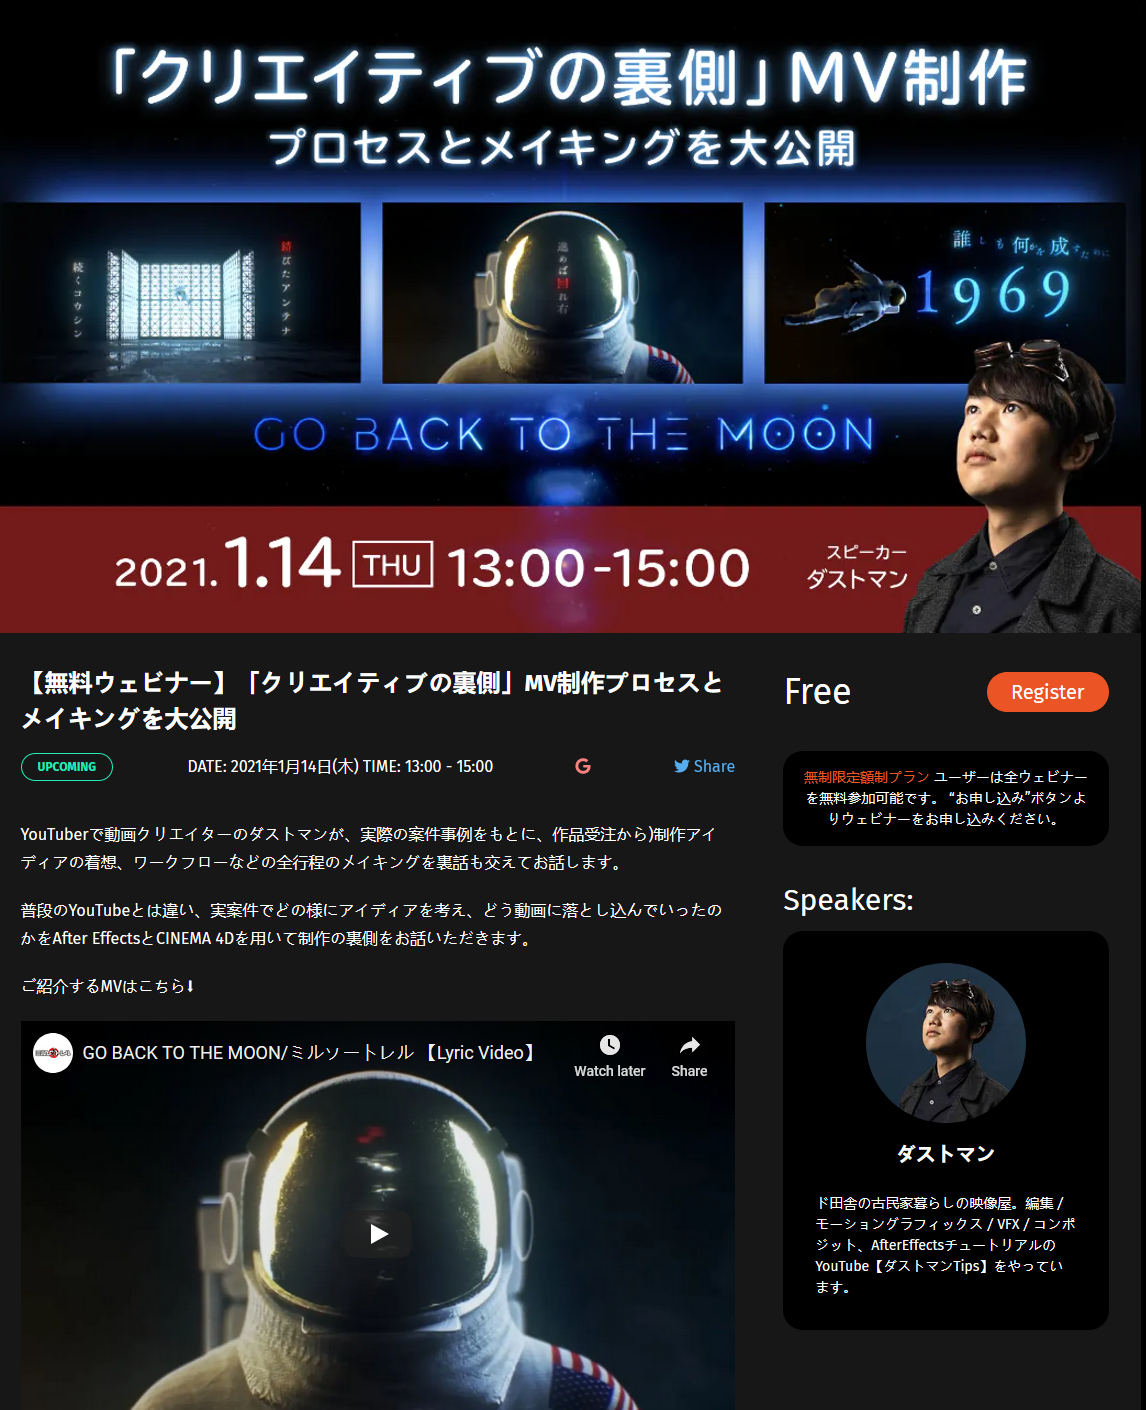 「クリエイティブの裏側」MV制作
プロセスとメイキングを大公開
続くコウシン
錆びたアンテナ
進めば回れ右
誰しも何かを成すために
1969
GO BACK TO THE MOON
2021.1.14 THU 13:00-15:00
スピーカー
ダストマン
【無料ウェビナー】「クリエイティブの裏側」MV制作プロセスと
メイキングを大公開
UPCOMING
DATE: 2021年1月14日(木) TIME: 13:00 - 15:00
Share
YouTuberで動画クリエイターのダストマンが、実際の案件事例をもとに、作品受注から)制作アイ
ディアの着想、ワークフローなどの全行程のメイキングを裏話も交えてお話します。
普段のYouTubeとは違い、実案件でどの様にアイディアを考え、どう動画に落とし込んでいったの
かをAfter EffectsとCINEMA 4Dを用いて制作の裏側をお話いただきます。
ご紹介するMVはこちら⬇
GO BACK TO THE MOON/ミルソートレル 【Lyric Video】
Watch later
Share
Free
Register
無制限定額制プラン ユーザーは全ウェビナー
を無料参加可能です。 “お申し込み”ボタンよ
りウェビナーをお申し込みください。
Speakers:
ダストマン
ド田舎の古民家暮らしの映像屋。編集 /
モーショングラフィックス / VFX / コンポ
ジット、AfterEffectsチュートリアルの
YouTube【ダストマンTips】をやってい
ます。